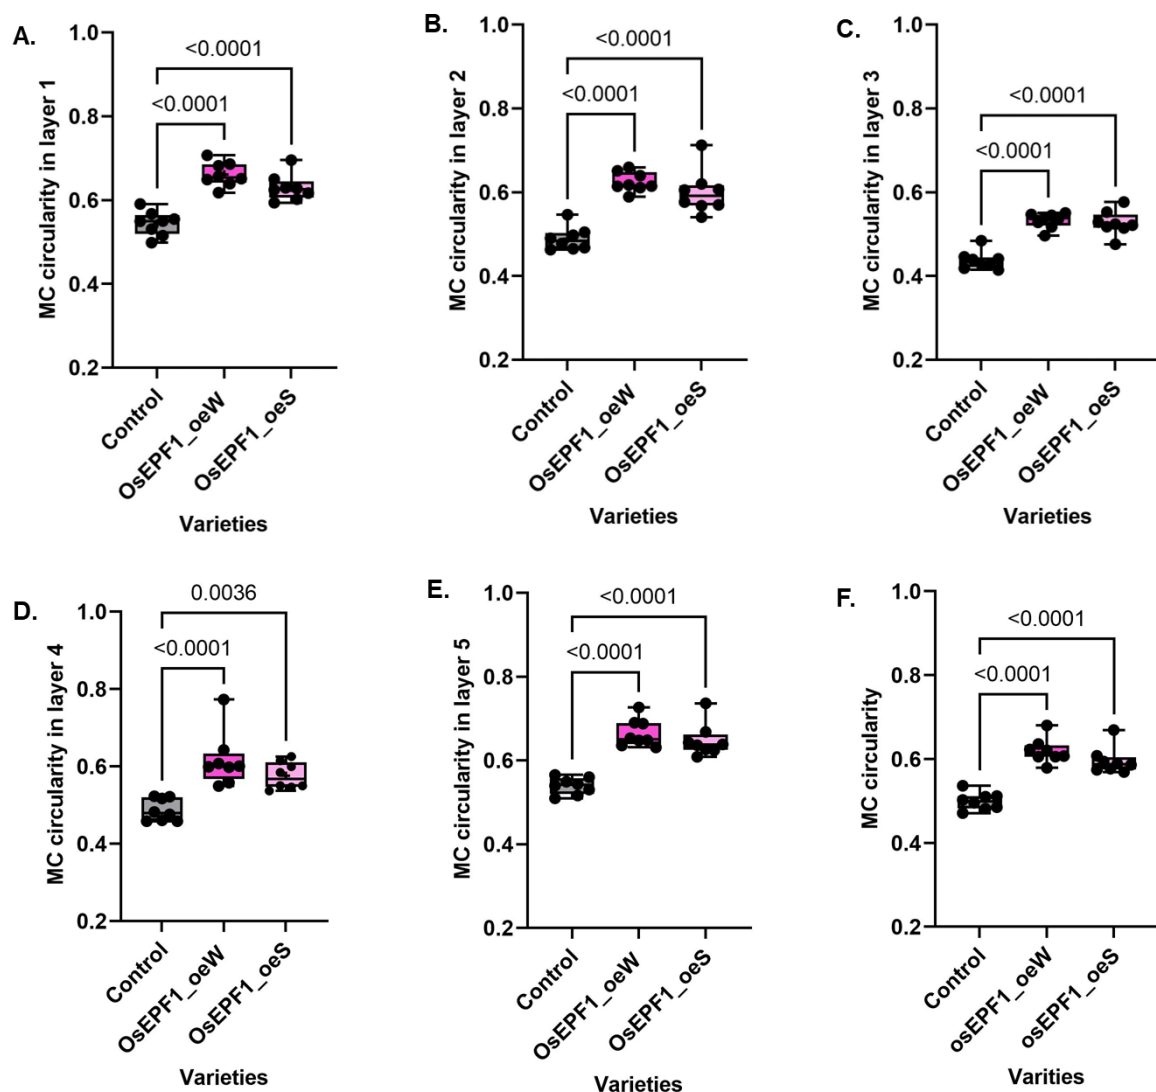 A.
MC circularity in layer 1
1.0
0.8
0.6
0.4
0.2
<0.0001
<0.0001
Control
OsEPF1_oeW
OsEPF1_oeS
Varieties
B.
MC circularity in layer 2
1.0
0.8
0.6
0.4
0.2
<0.0001
<0.0001
Control
OsEPF1_oeW
OsEPF1_oeS
Varieties
C.
MC circularity in layer 3
1.0
0.8
0.6
0.4
0.2
<0.0001
<0.0001
Control
OsEPF1_oeW
OsEPF1_oeS
Varieties
D.
MC circularity in layer 4
1.0
0.8
0.6
0.4
0.2
0.0036
<0.0001
Control
OsEPF1_oeW
OsEPF1_oeS
Varieties
E.
MC circularity in layer 5
1.0
0.8
0.6
0.4
0.2
<0.0001
<0.0001
Control
OsEPF1_oeW
OsEPF1_oeS
Varieties
F.
MC circularity
1.0
0.8
0.6
0.4
0.2
<0.0001
<0.0001
Control
osEPF1_oeW
osEPF1_oeS
Varities